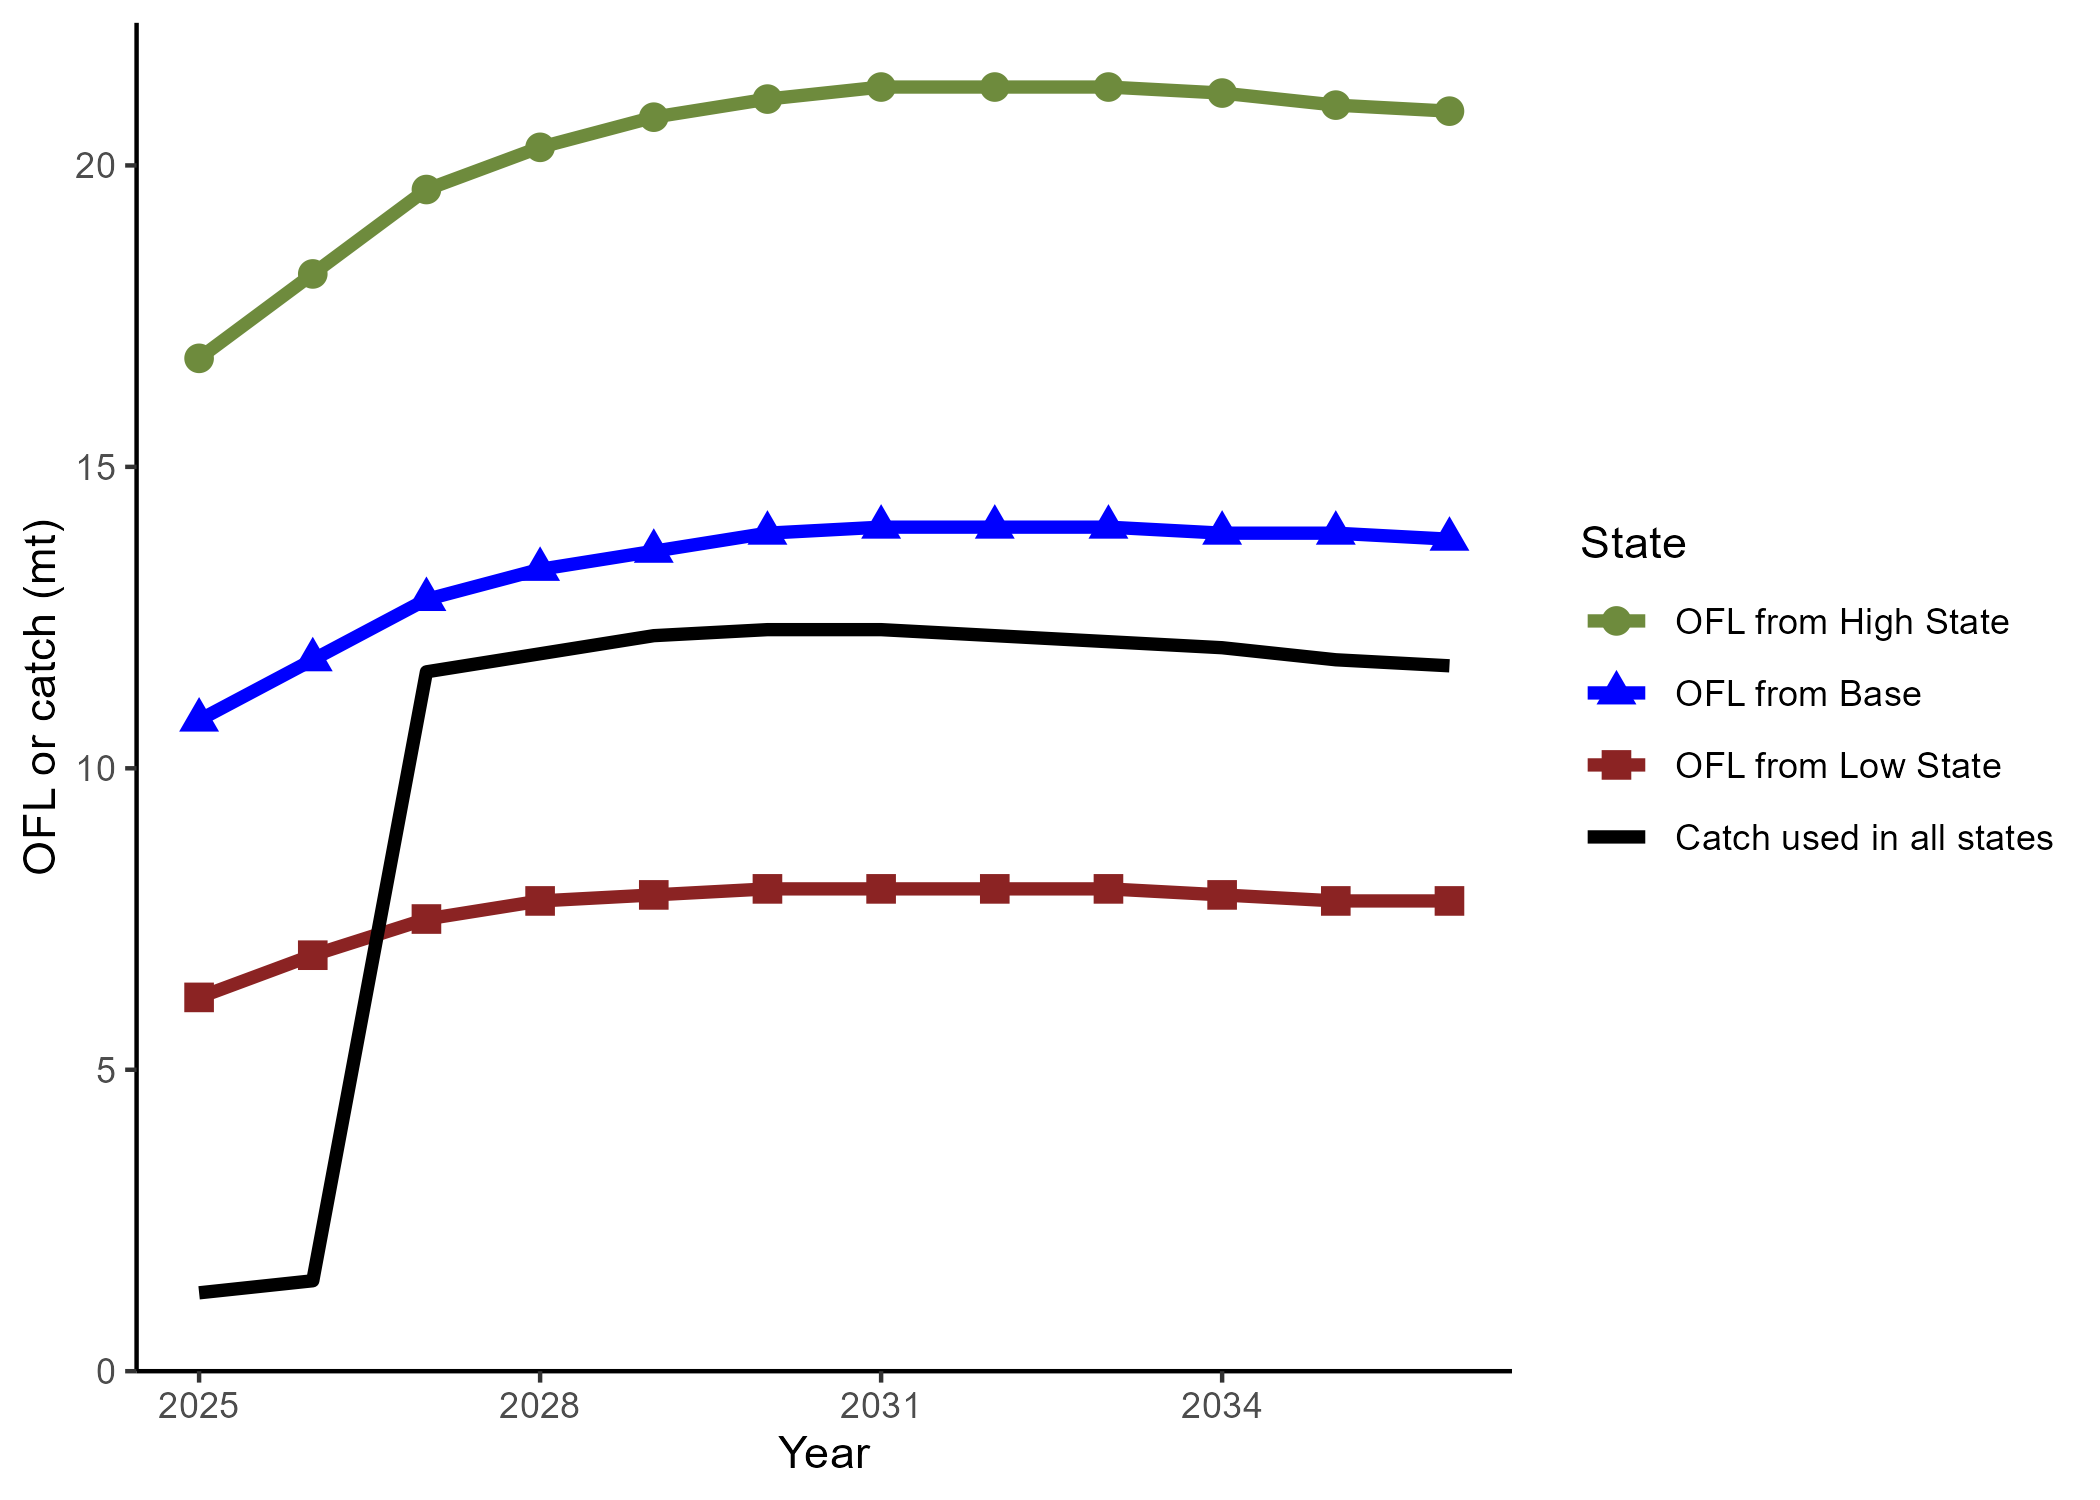 OFL or catch (mt)
20
15
10
5
0
2025 2028 2031 2034
Year
State
OFL from High State
OFL from Base
OFL from Low State
Catch used in all states